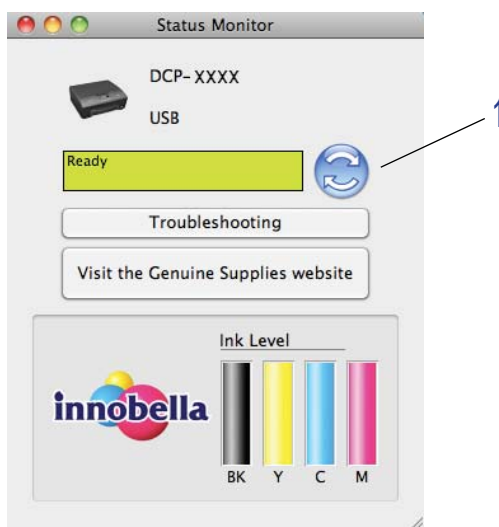 Status Monitor
DCP-XXXX
USB
1
Ready
Troubleshooting
Visit the Genuine Supplies website
Ink Level
innobella
BK Y C M